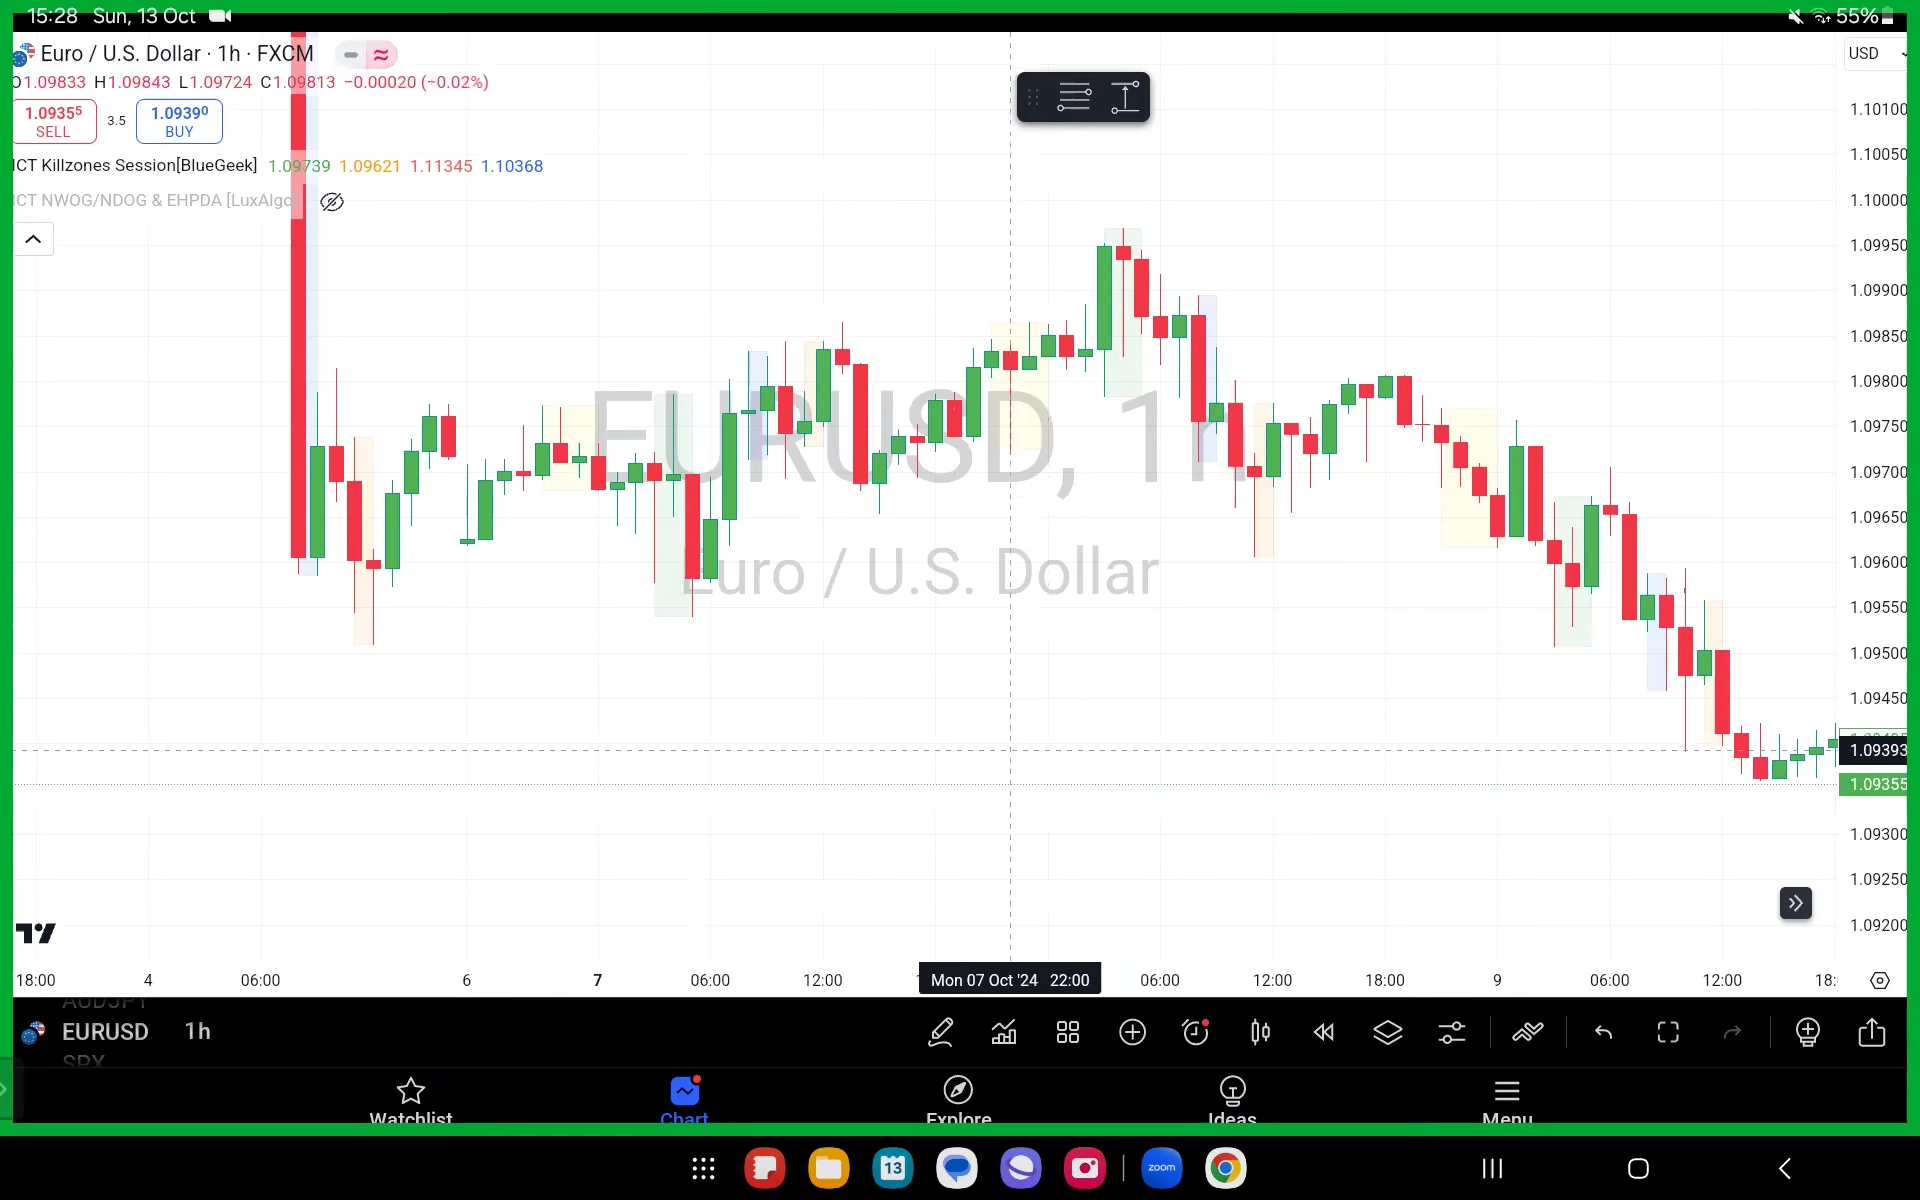 15:28 Sun, 13 Oct 55%
Euro / U.S. Dollar · 1h · FXCM USD
O1.09833 H1.09843 L1.09724 C1.09813 −0.00020 (−0.02%)
1.09355 SELL 3.5 1.09390 BUY
ICT Killzones Session[BlueGeek] 1.09739 1.09621 1.11345 1.10368
ICT NWOG/NDOG & EHPDA [LuxAlgo
EURUSD, 1h
Euro / U.S. Dollar
1.10100
1.10050
1.10000
1.09950
1.09900
1.09850
1.09800
1.09750
1.09700
1.09650
1.09600
1.09550
1.09500
1.09450
1.09393
1.09355
1.09300
1.09250
1.09200
18:00 4 06:00 6 7 06:00 12:00 Mon 07 Oct '24 22:00 06:00 12:00 18:00 9 06:00 12:00 18:
AUDJPY
EURUSD 1h
SPX
Watchlist Chart Explore Ideas Menu
13 zoom